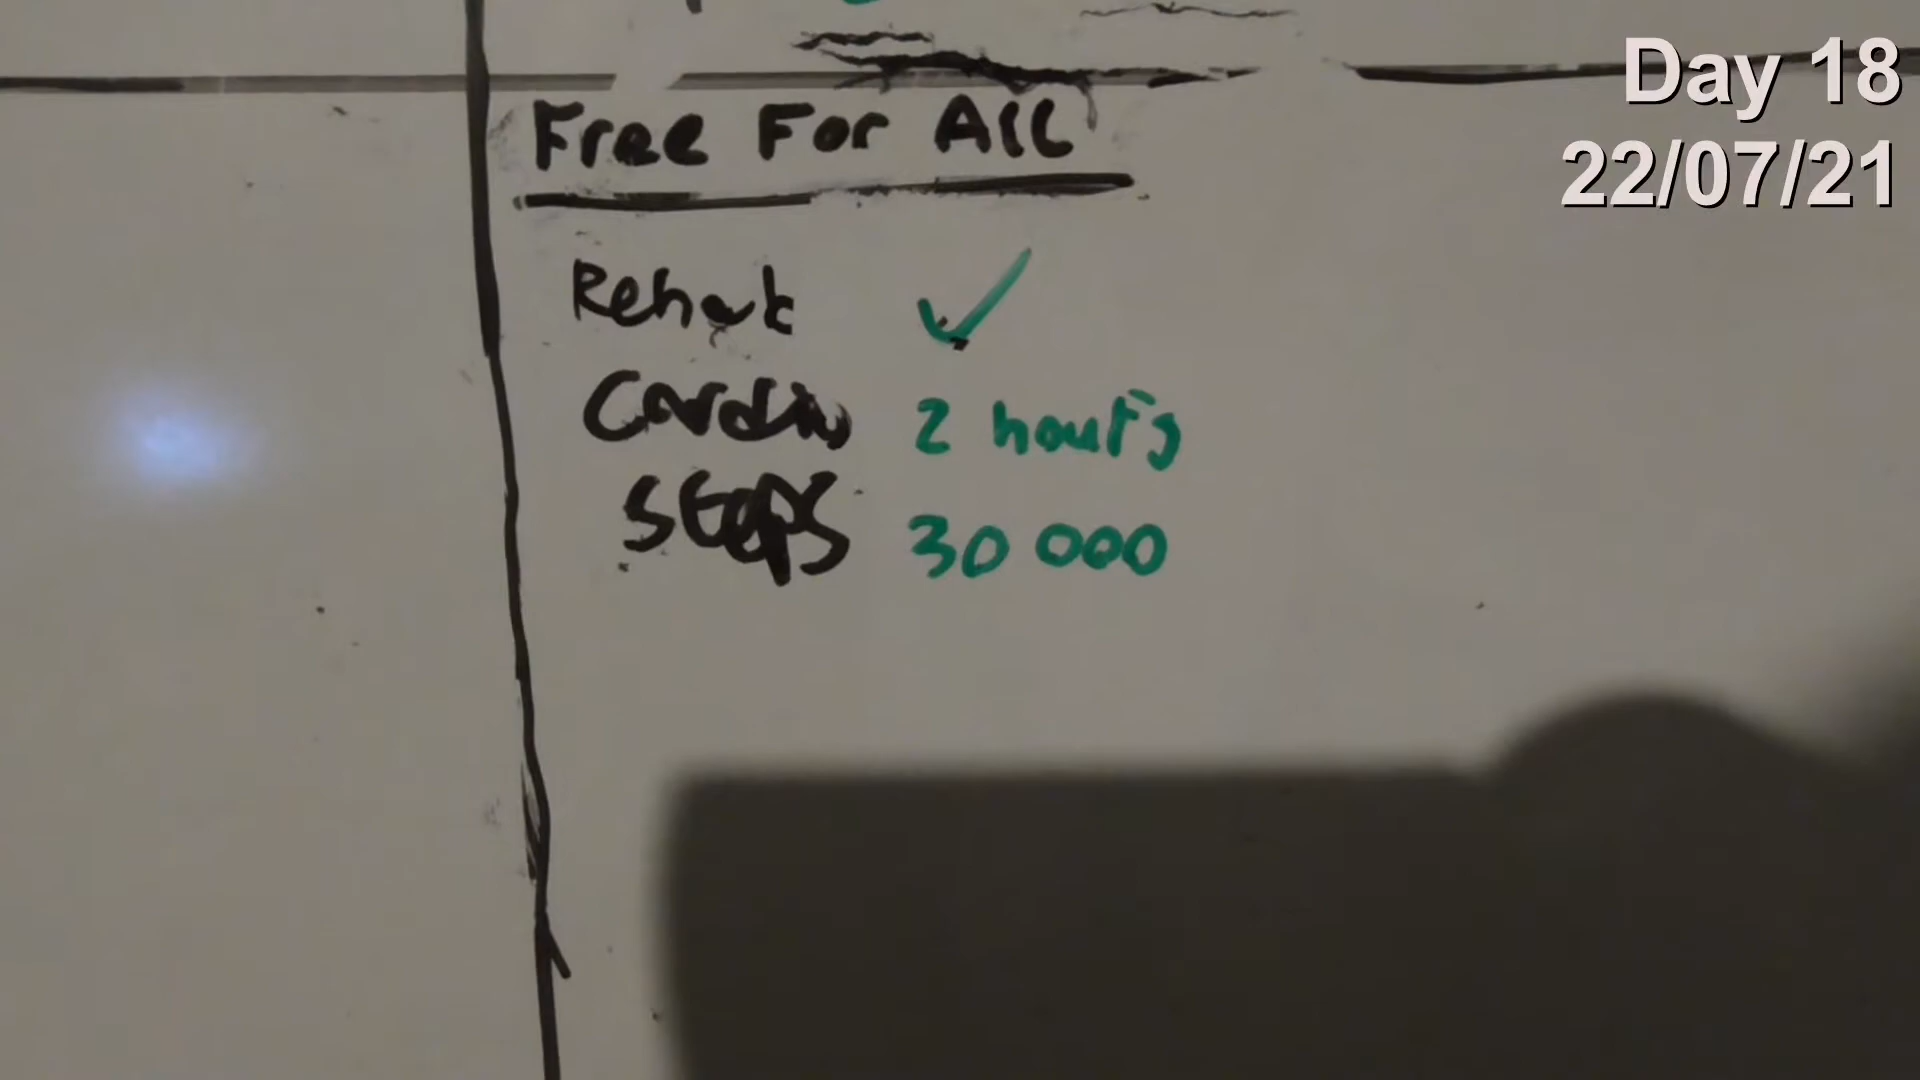 Day 18
22/07/21
Free For All
Rehab ✓
Cardio 2 hours
Steps 30 000